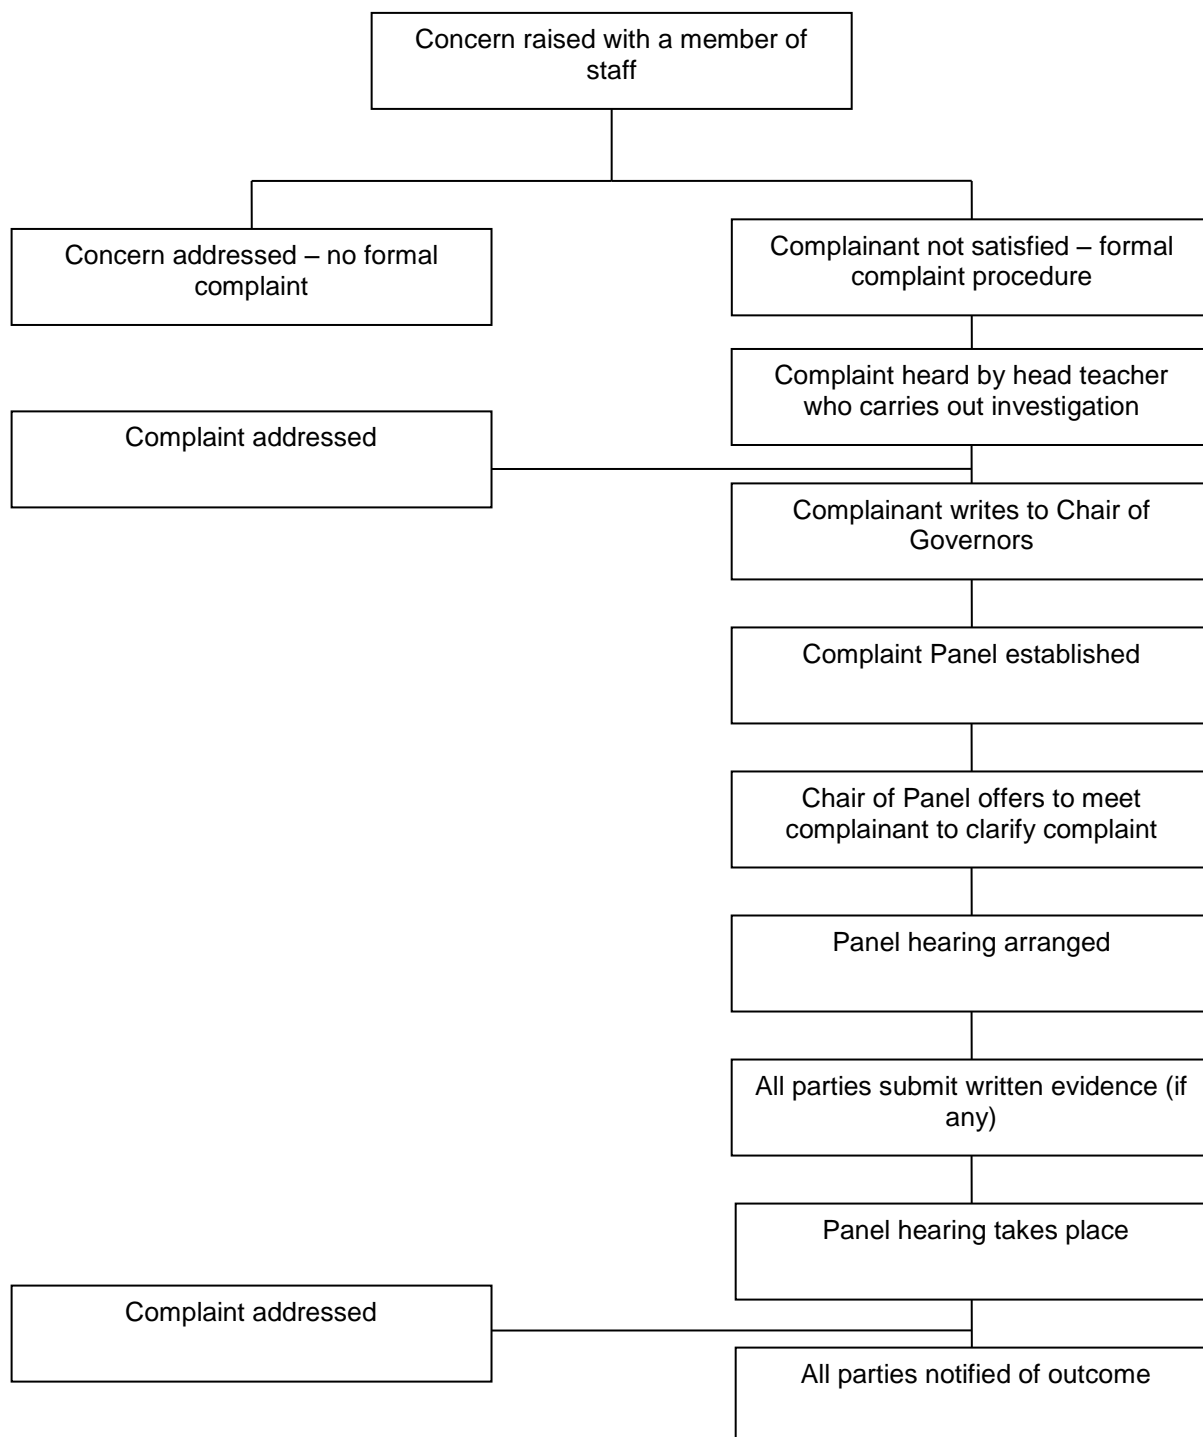 Concern raised with a member of
staff
Concern addressed – no formal
complaint
Complainant not satisfied – formal
complaint procedure
Complaint heard by head teacher
who carries out investigation
Complaint addressed
Complainant writes to Chair of
Governors
Complaint Panel established
Chair of Panel offers to meet
complainant to clarify complaint
Panel hearing arranged
All parties submit written evidence (if
any)
Panel hearing takes place
Complaint addressed
All parties notified of outcome